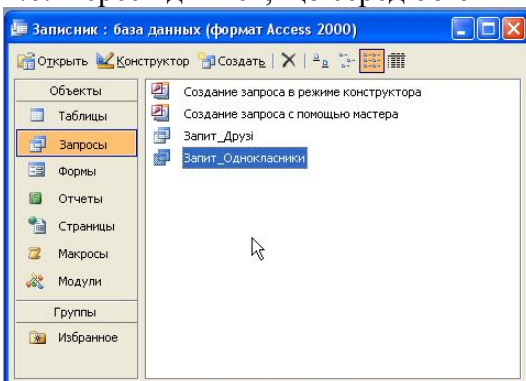 Записник : база данных (формат Access 2000)
Открыть Конструктор Создать
Объекты
Таблицы
Запросы
Формы
Отчеты
Страницы
Макросы
Модули
Группы
Избранное
Создание запроса в режиме конструктора
Создание запроса с помощью мастера
Запит_Друзі
Запит_Однокласники